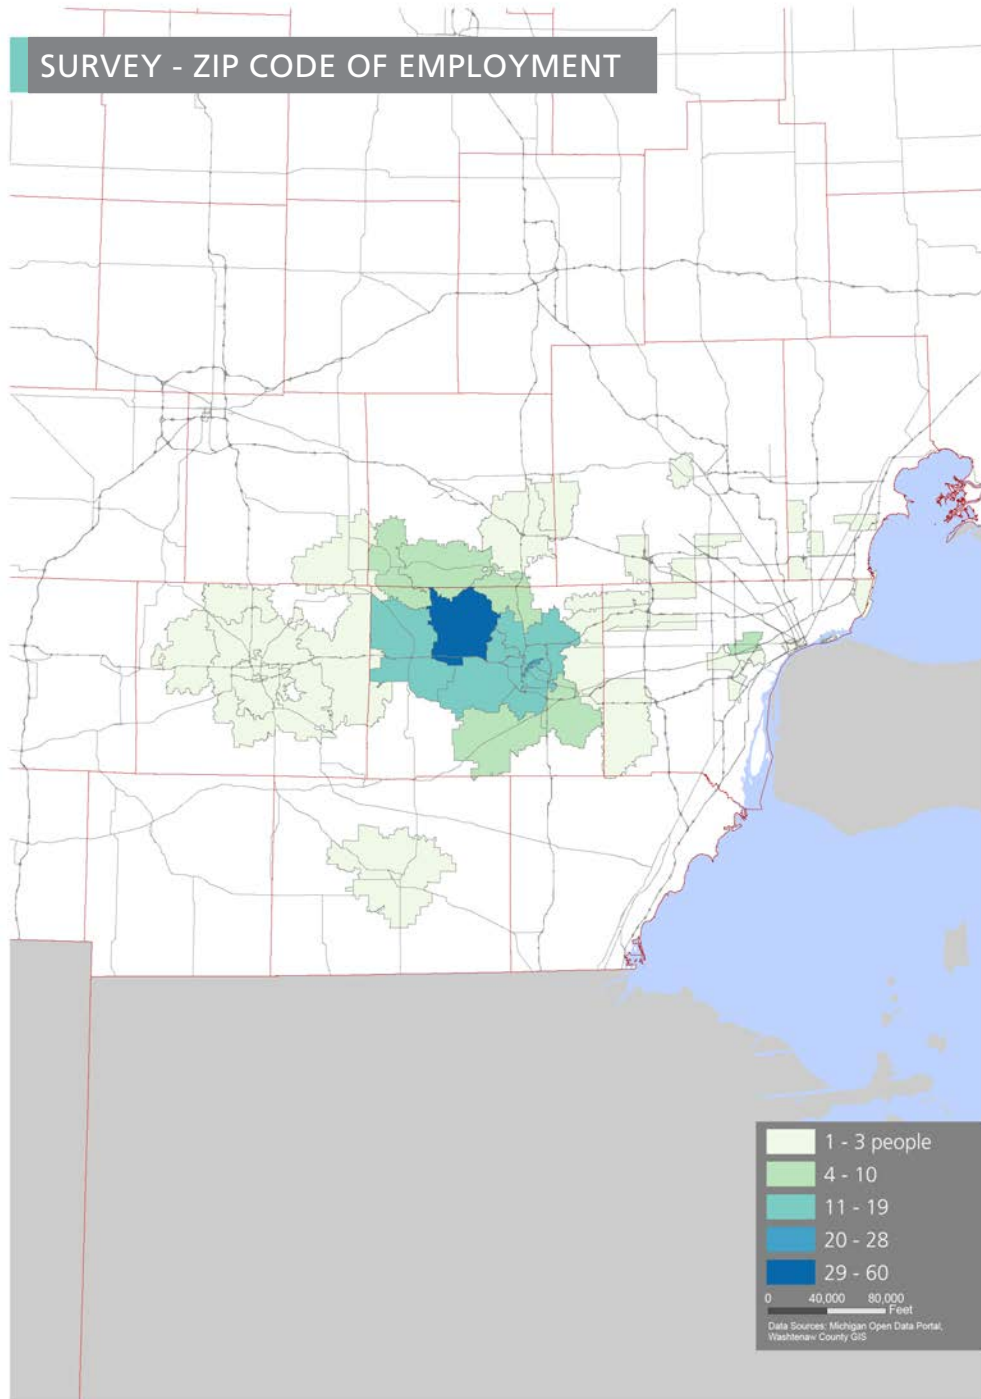 SURVEY - ZIP CODE OF EMPLOYMENT
1 - 3 people
4 - 10
11 - 19
20 - 28
29 - 60
0 40,000 80,000
Feet
Data Sources: Michigan Open Data Portal,
Washtenaw County GIS